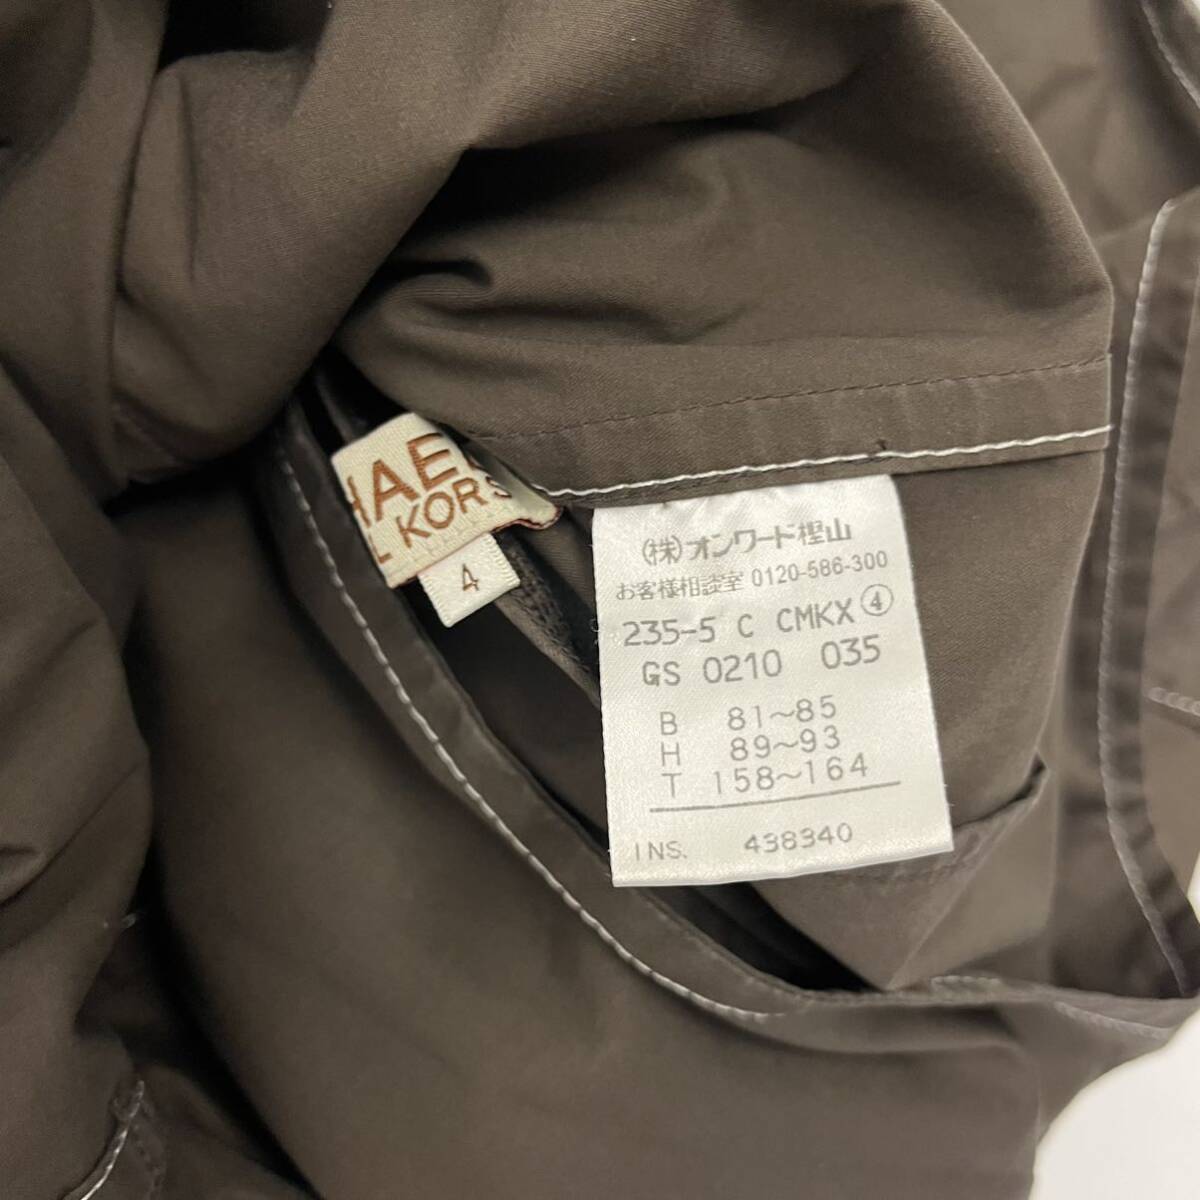 HAE
L KORS
4
(株)オンワード樫山
お客様相談室 0120-586-300
235-5 C CMKX ④
GS 0210 035
B 81～85
H 89～93
T 158～164
INS. 438340